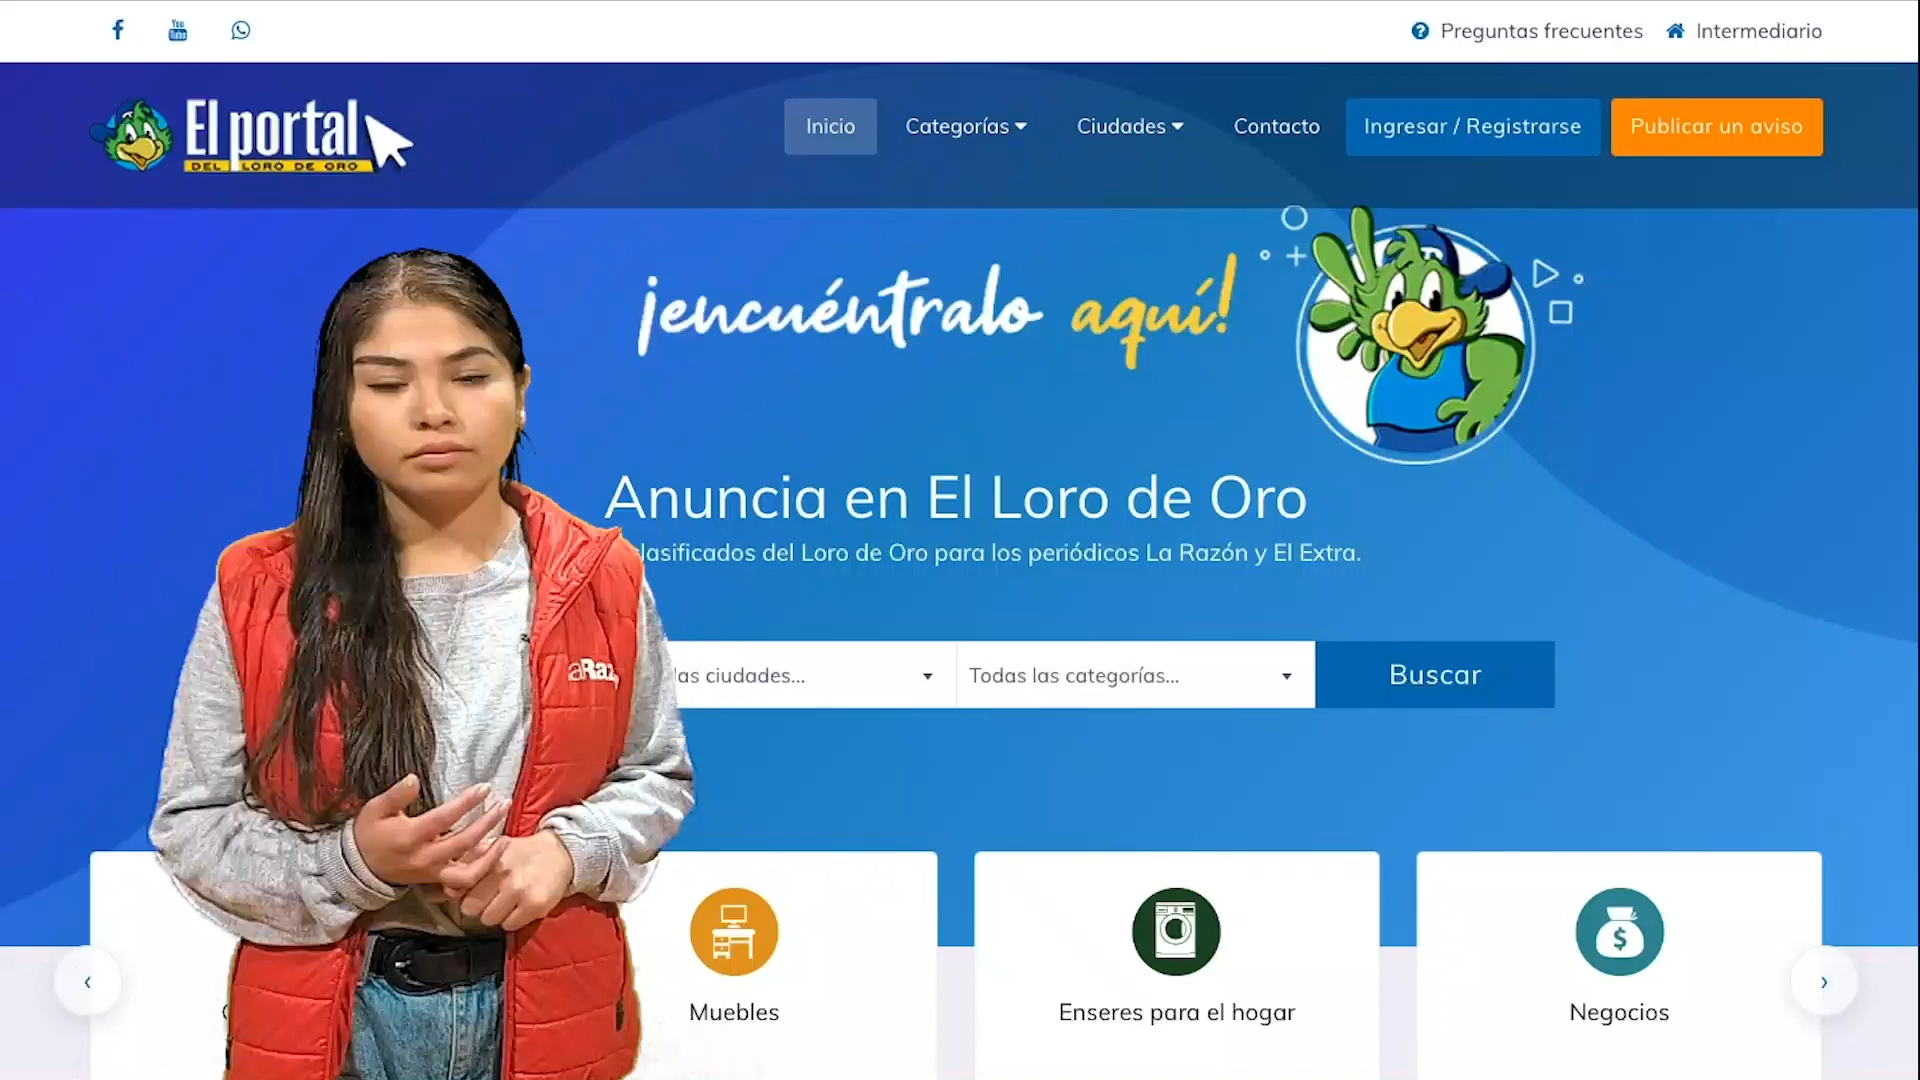 Preguntas frecuentes
Intermediario
El portal
DEL LORO DE ORO
Inicio
Categorías
Ciudades
Contacto
Ingresar / Registrarse
Publicar un aviso
¡encuéntralo aquí!
Anuncia en El Loro de Oro
clasificados del Loro de Oro para los periódicos La Razón y El Extra.
las ciudades...
Todas las categorías...
Buscar
aRaz
Muebles
Enseres para el hogar
Negocios